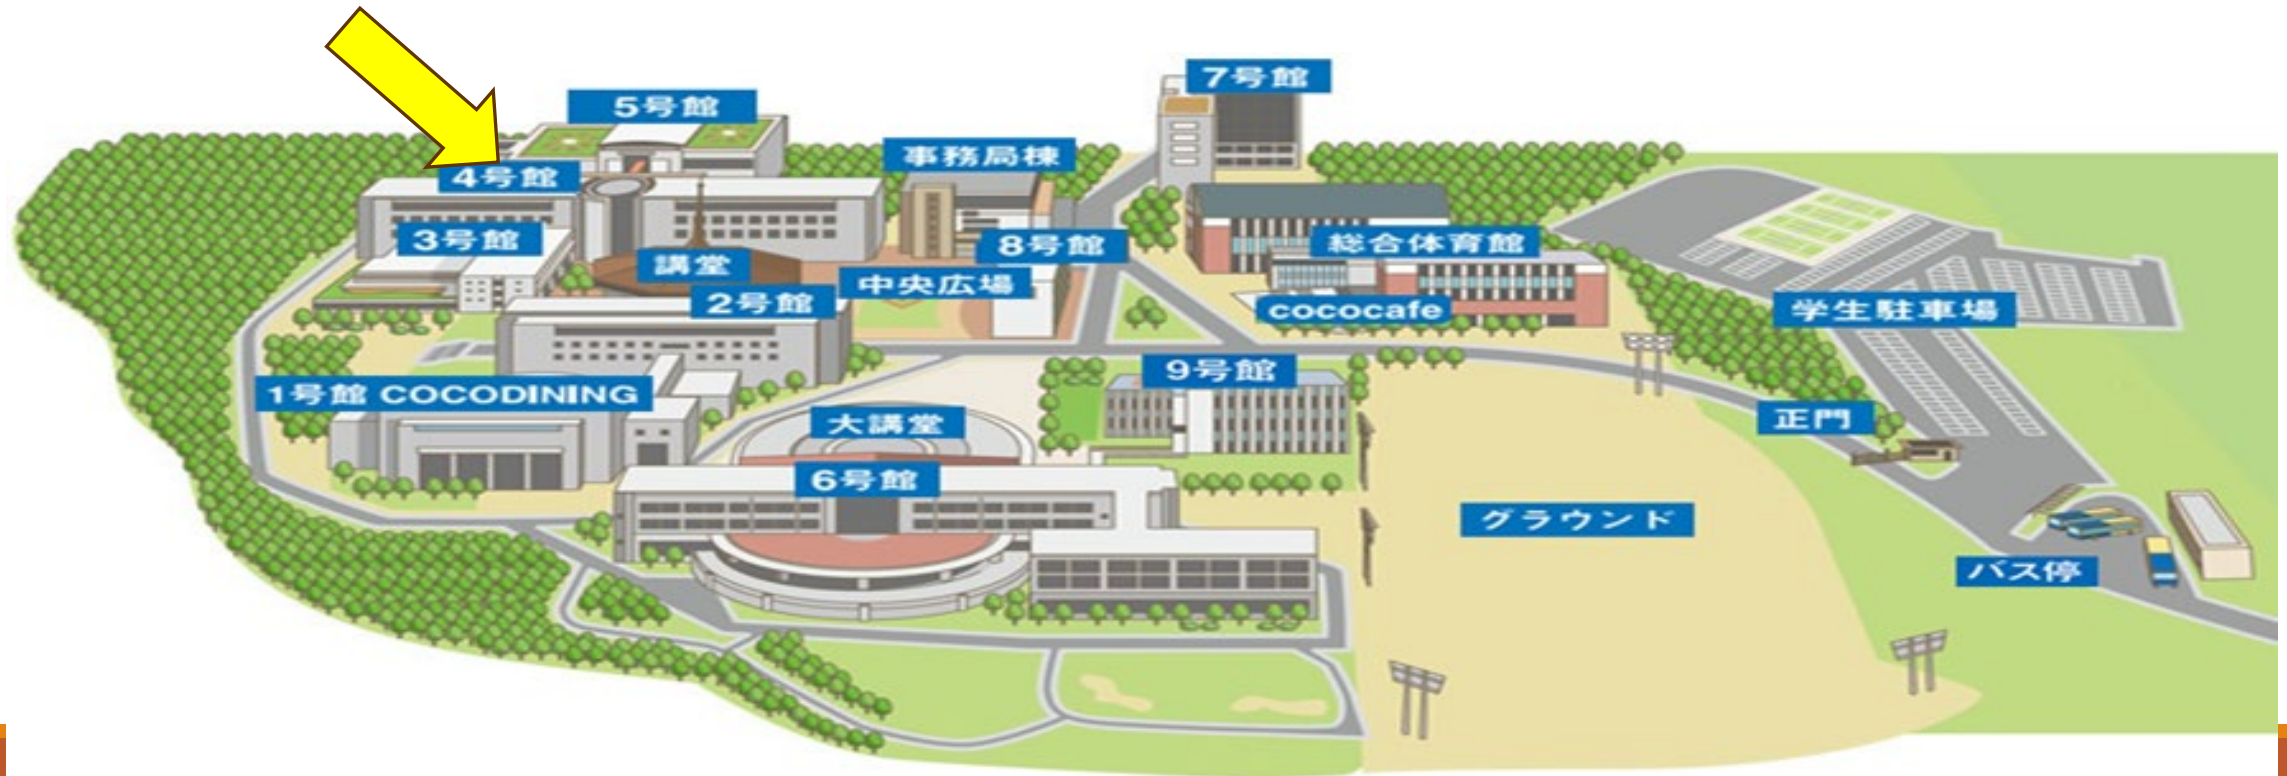 7号館
5号館
事務局棟
4号館
3号館
8号館
総合体育館
講堂
中央広場
2号館
cococafe
学生駐車場
9号館
1号館 COCODINING
大講堂
正門
6号館
グラウンド
バス停